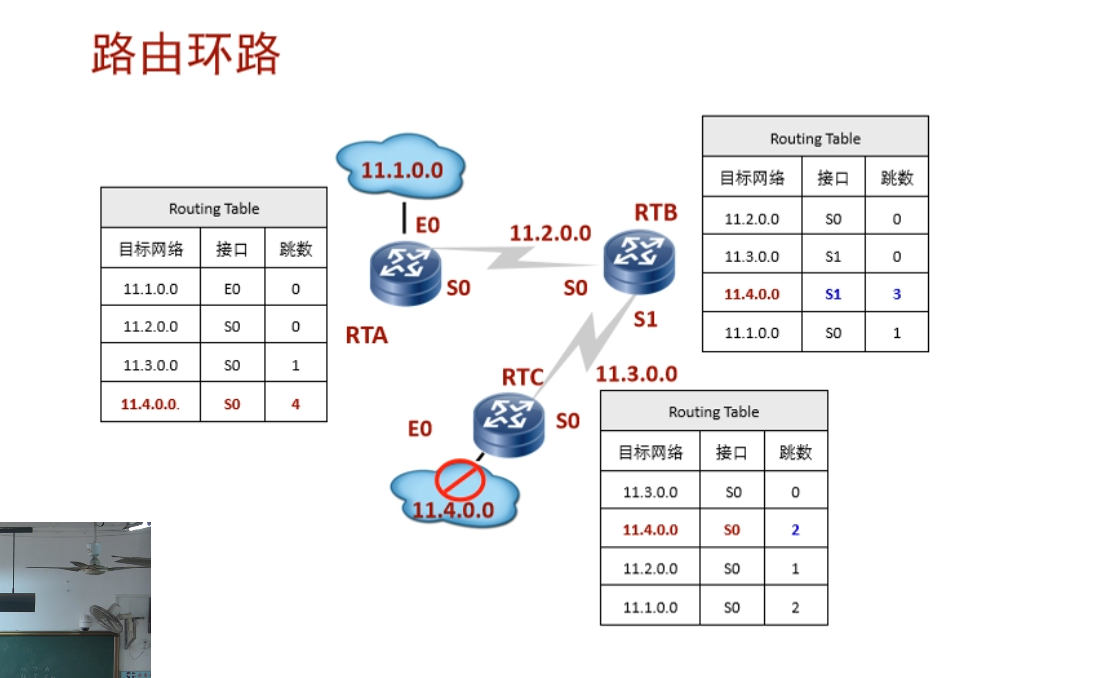 路由环路
11.1.0.0
E0
S0
RTA
11.2.0.0
RTB
S0
S1
11.3.0.0
RTC
S0
E0
11.4.0.0
Routing Table
目标网络 接口 跳数
11.1.0.0 E0 0
11.2.0.0 S0 0
11.3.0.0 S0 1
11.4.0.0. S0 4
Routing Table
目标网络 接口 跳数
11.2.0.0 S0 0
11.3.0.0 S1 0
11.4.0.0 S1 3
11.1.0.0 S0 1
Routing Table
目标网络 接口 跳数
11.3.0.0 S0 0
11.4.0.0 S0 2
11.2.0.0 S0 1
11.1.0.0 S0 2